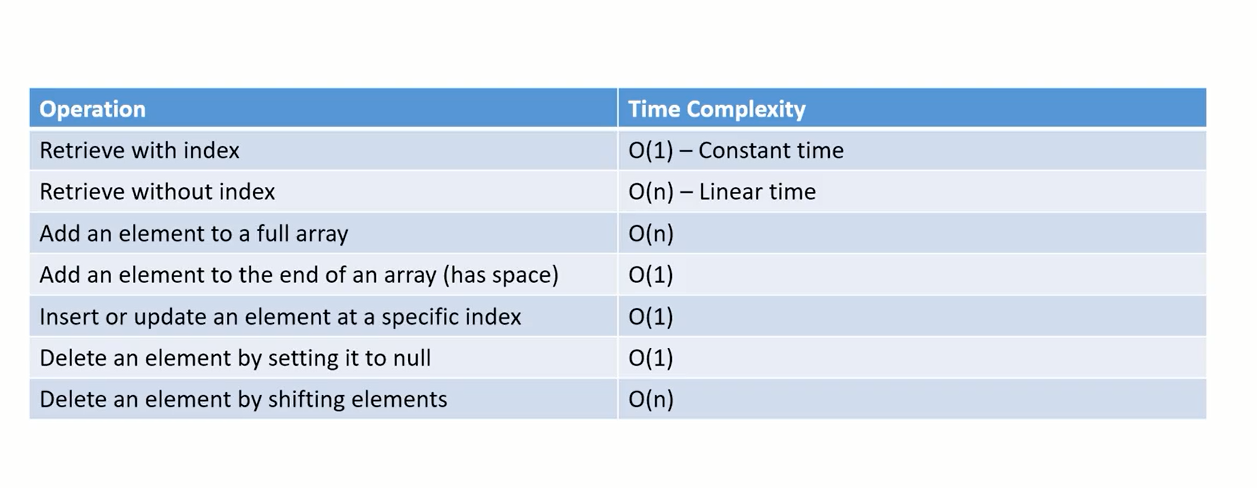 Operation Time Complexity
Retrieve with index O(1) – Constant time
Retrieve without index O(n) – Linear time
Add an element to a full array O(n)
Add an element to the end of an array (has space) O(1)
Insert or update an element at a specific index O(1)
Delete an element by setting it to null O(1)
Delete an element by shifting elements O(n)